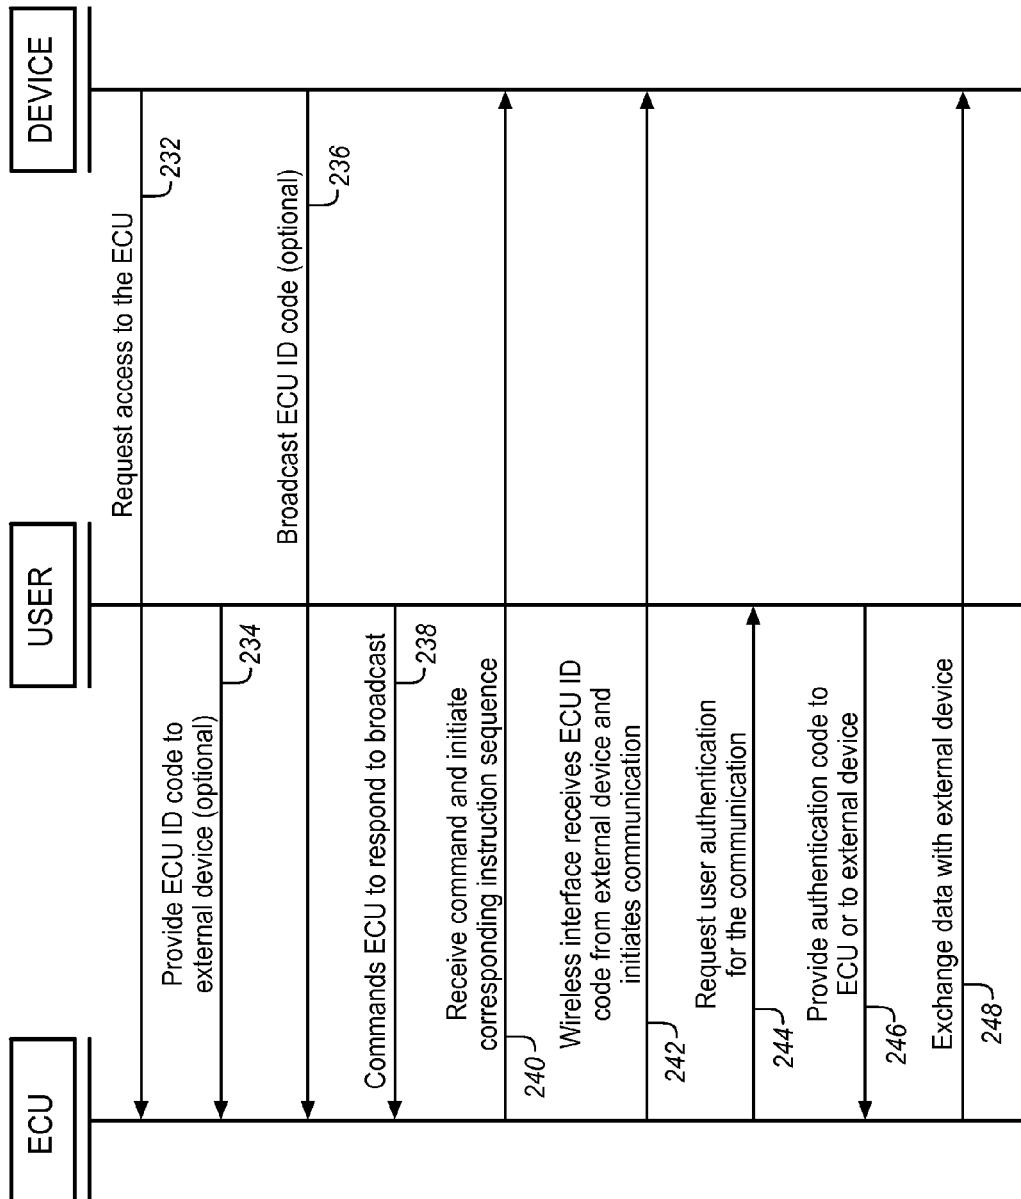 ECU
USER
DEVICE
Request access to the ECU
232
Provide ECU ID code to
external device (optional)
234
Broadcast ECU ID code (optional)
236
Commands ECU to respond to broadcast
238
Receive command and initiate
corresponding instruction sequence
240
Wireless interface receives ECU ID
code from external device and
initiates communication
242
Request user authentication
for the communication
244
Provide authentication code to
ECU or to external device
246
Exchange data with external device
248